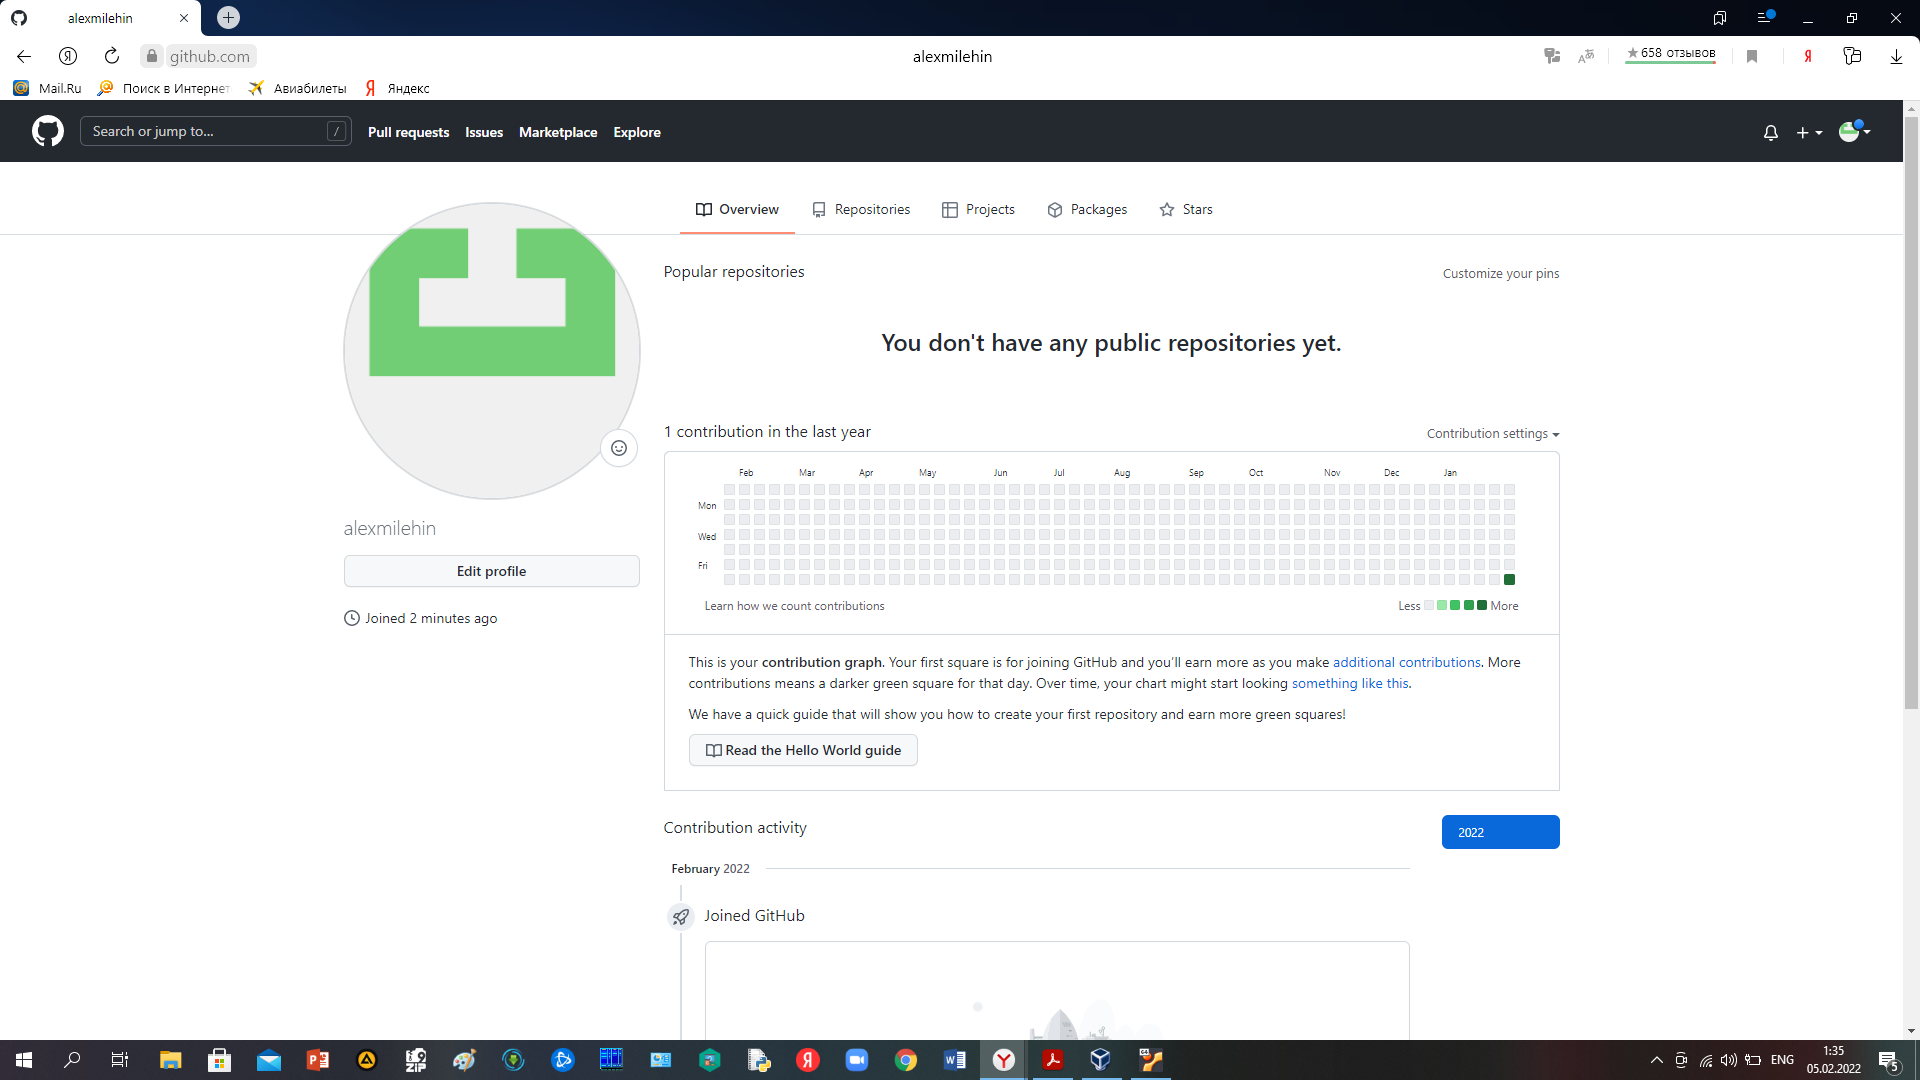 alexmilehin
github.com
alexmilehin
658 отзывов
Mail.Ru
Поиск в Интернет
Авиабилеты
Яндекс
Search or jump to...
/
Pull requests
Issues
Marketplace
Explore
Overview
Repositories
Projects
Packages
Stars
Popular repositories
Customize your pins
You don't have any public repositories yet.
1 contribution in the last year
Contribution settings
Feb Mar Apr May Jun Jul Aug Sep Oct Nov Dec Jan
Mon
Wed
Fri
Learn how we count contributions
Less
More
alexmilehin
Edit profile
Joined 2 minutes ago
This is your contribution graph. Your first square is for joining GitHub and you’ll earn more as you make additional contributions. More
contributions means a darker green square for that day. Over time, your chart might start looking something like this.
We have a quick guide that will show you how to create your first repository and earn more green squares!
Read the Hello World guide
Contribution activity
2022
February 2022
Joined GitHub
ENG
1:35
05.02.2022
5